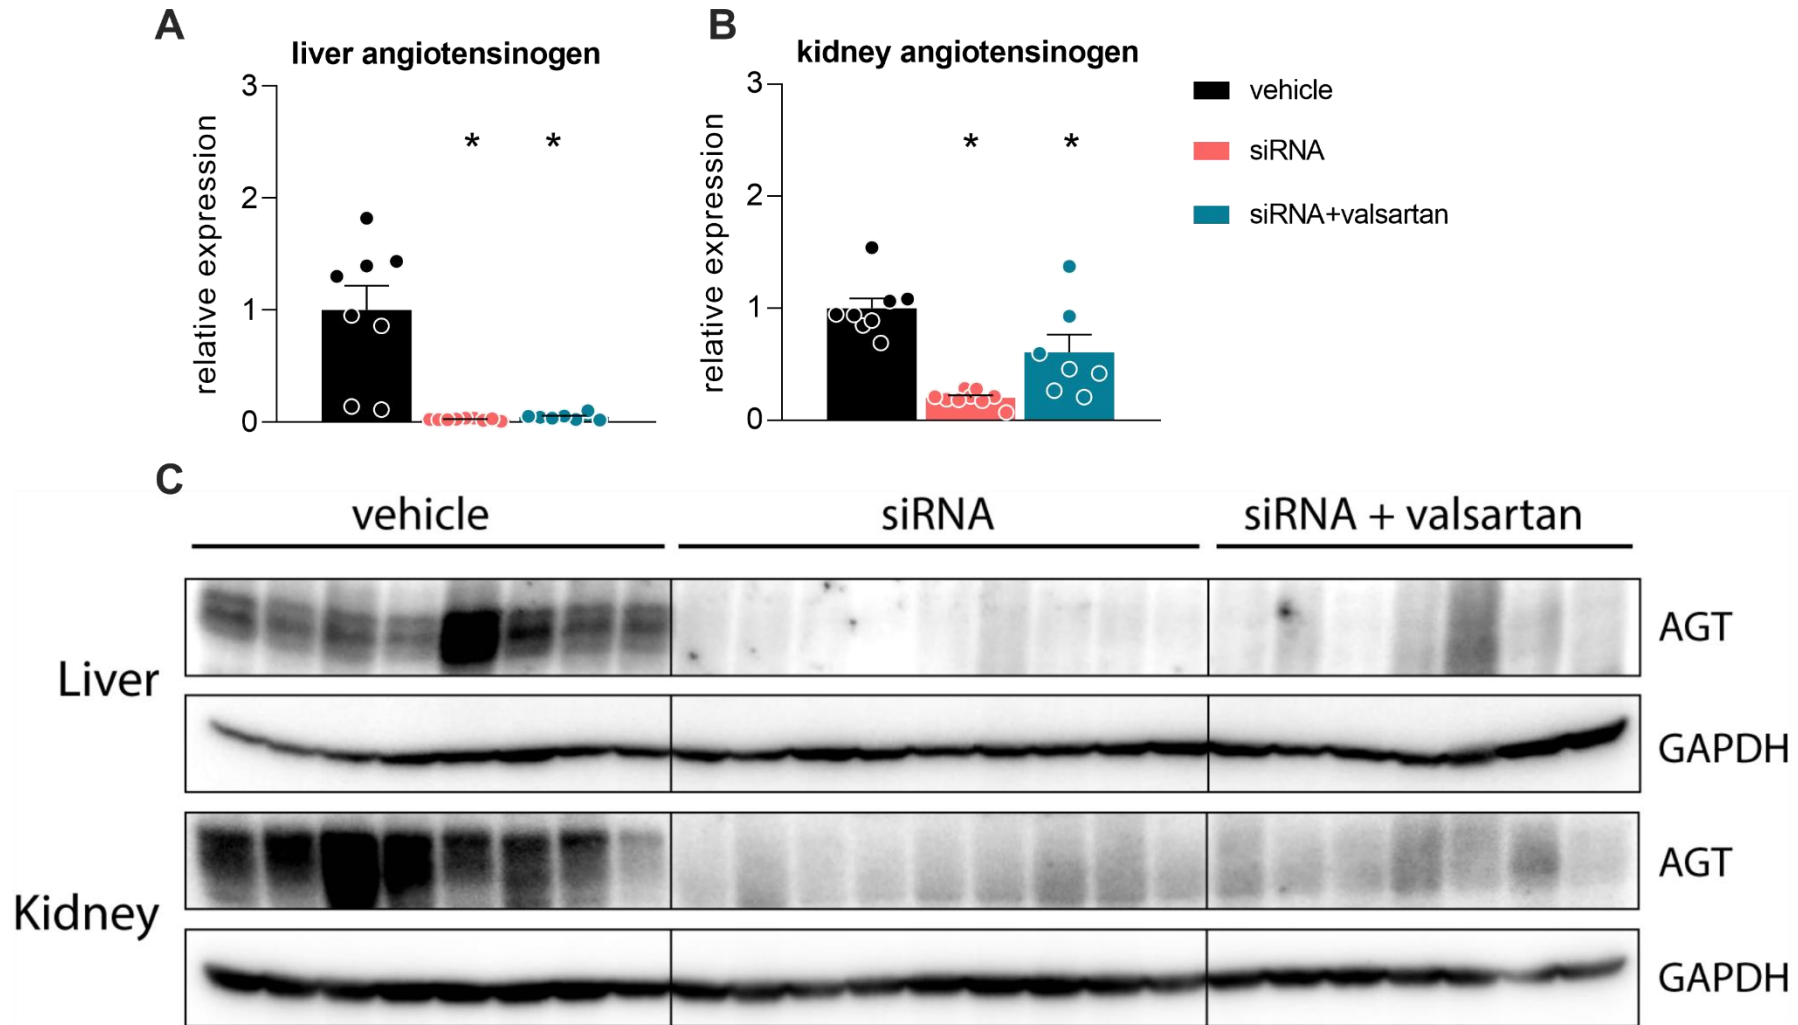 A
liver angiotensinogen
relative expression
3
2
1
0
* *
B
kidney angiotensinogen
relative expression
3
2
1
0
* *
vehicle
siRNA
siRNA+valsartan
C
vehicle siRNA siRNA + valsartan
Liver
AGT
GAPDH
Kidney
AGT
GAPDH